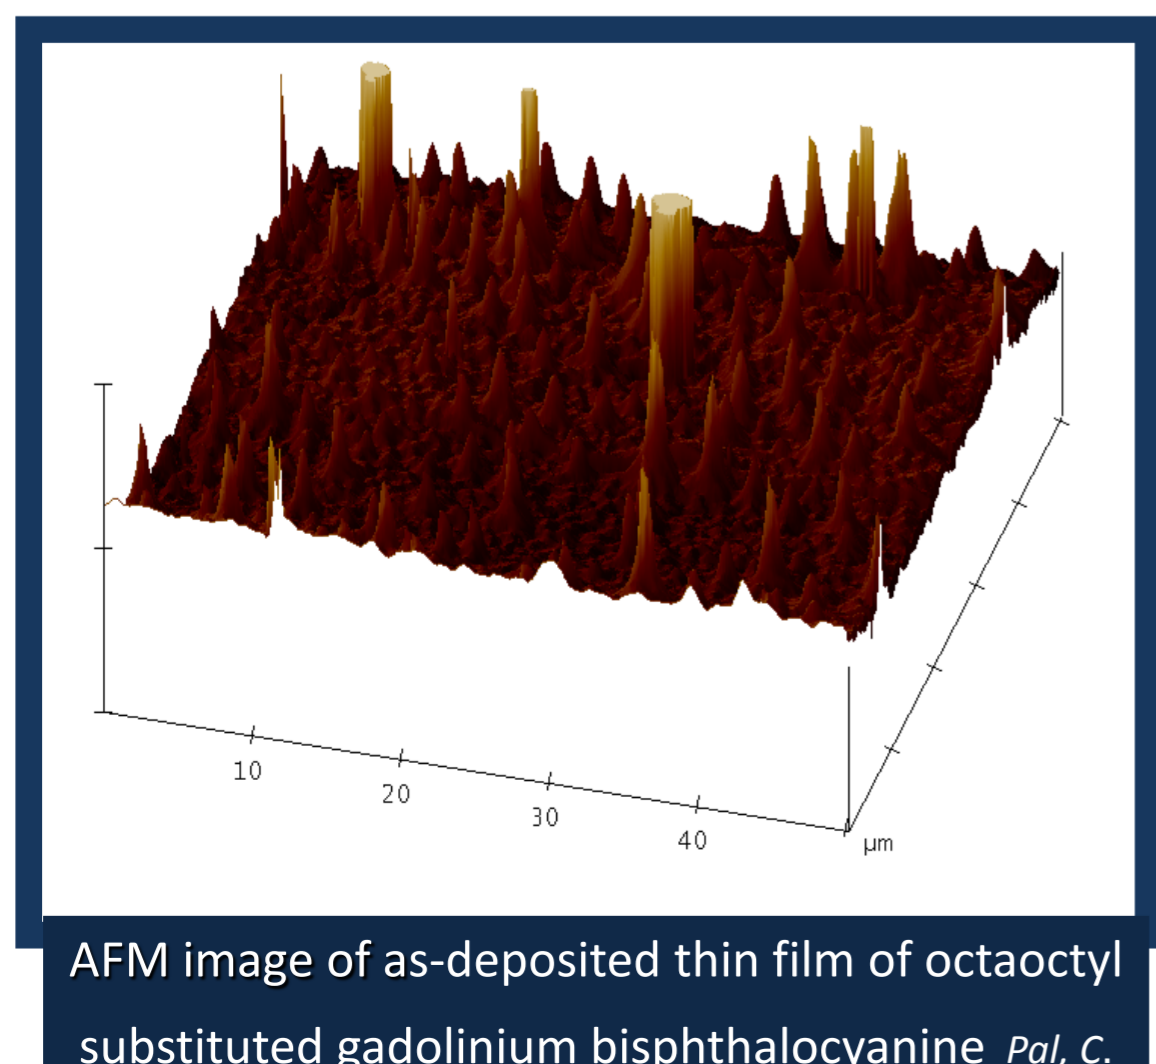 10
20
30
40
µm
AFM image of as-deposited thin film of octaoctyl
substituted gadolinium bisphthalocyanine Pal, C.